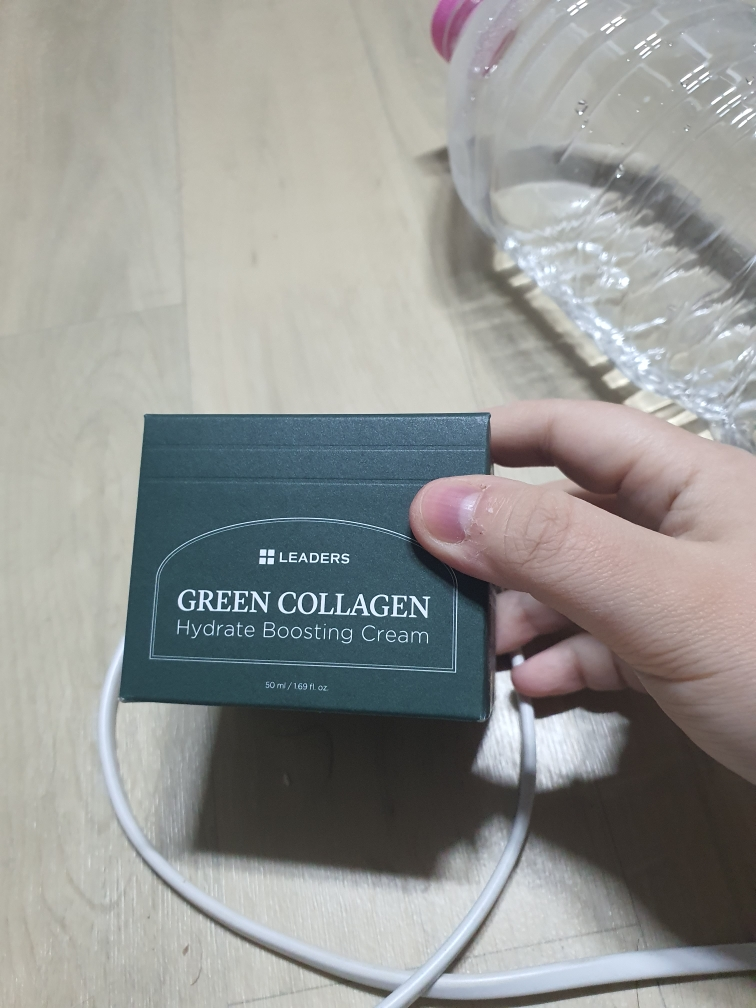 LEADERS
GREEN COLLAGEN
Hydrate Boosting Cream
50 ml / 1.69 fl. oz.